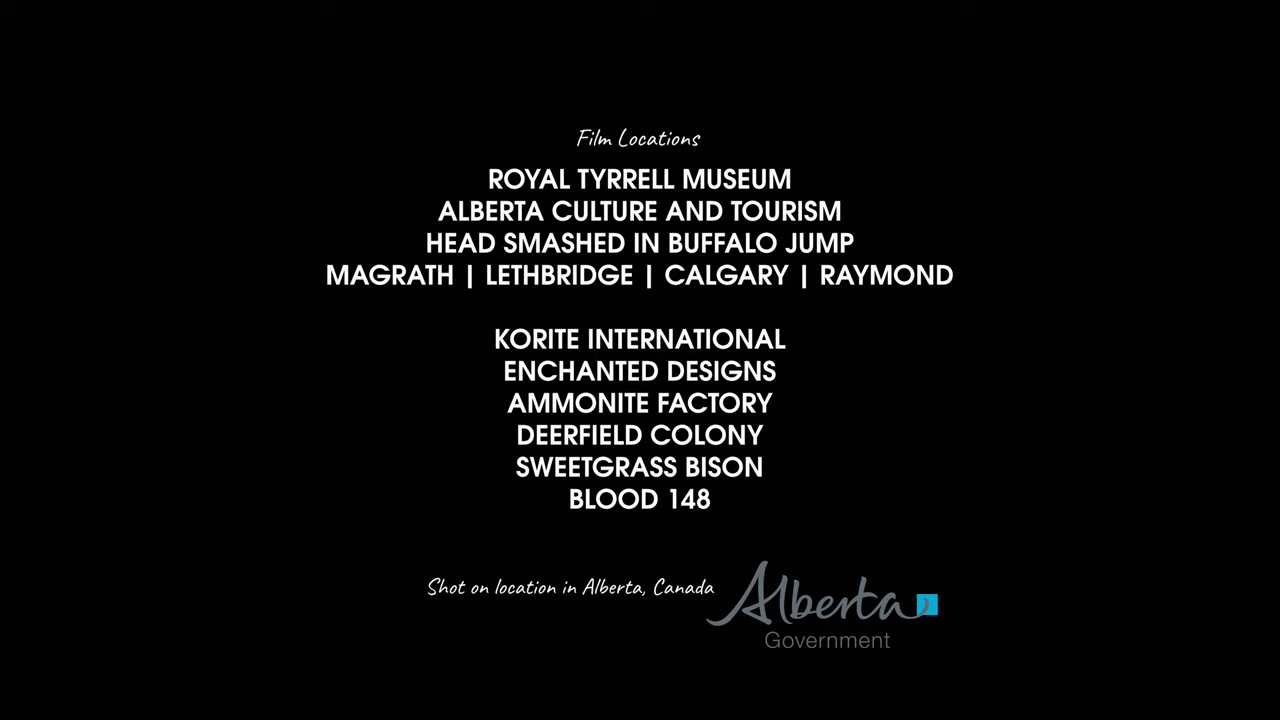 Film Locations
ROYAL TYRRELL MUSEUM
ALBERTA CULTURE AND TOURISM
HEAD SMASHED IN BUFFALO JUMP
MAGRATH | LETHBRIDGE | CALGARY | RAYMOND
KORITE INTERNATIONAL
ENCHANTED DESIGNS
AMMONITE FACTORY
DEERFIELD COLONY
SWEETGRASS BISON
BLOOD 148
Shot on location in Alberta, Canada
Alberta
Government